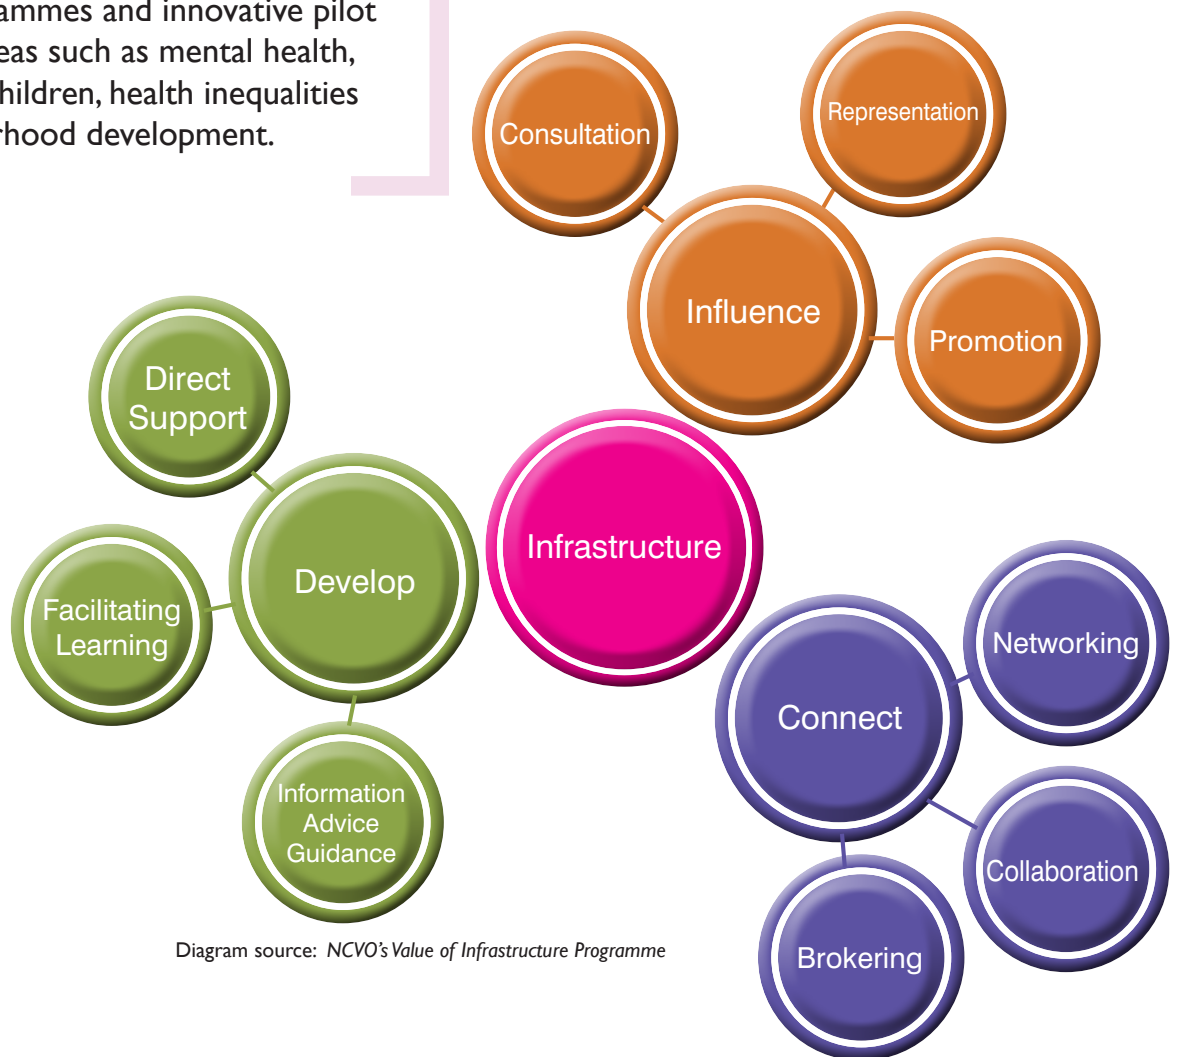 ammes and innovative pilot
eas such as mental health,
hildren, health inequalities
rhood development.
Consultation
Representation
Influence
Promotion
Direct
Support
Develop
Facilitating
Learning
Information
Advice
Guidance
Infrastructure
Connect
Networking
Collaboration
Brokering
Diagram source: NCVO's Value of Infrastructure Programme